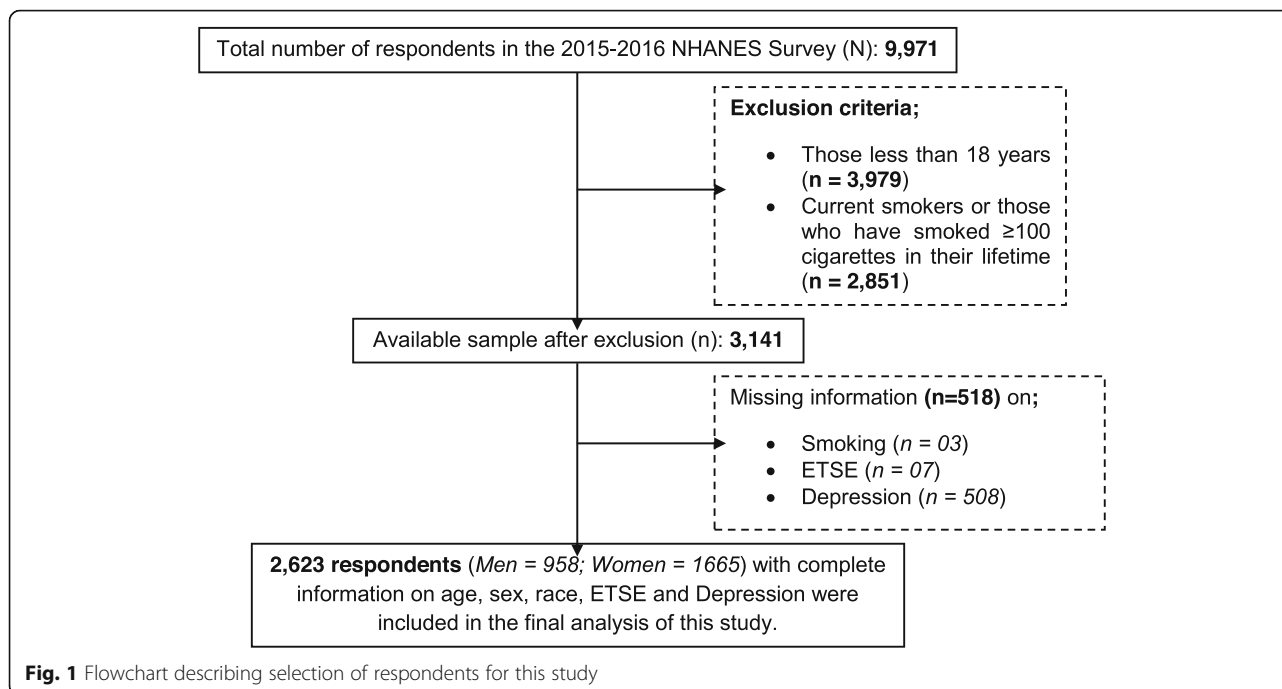 Total number of respondents in the 2015-2016 NHANES Survey (N): 9,971
Exclusion criteria;
• Those less than 18 years
(n = 3,979)
• Current smokers or those
who have smoked ≥100
cigarettes in their lifetime
(n = 2,851)
Available sample after exclusion (n): 3,141
Missing information (n=518) on;
• Smoking (n = 03)
• ETSE (n = 07)
• Depression (n = 508)
2,623 respondents (Men = 958; Women = 1665) with complete
information on age, sex, race, ETSE and Depression were
included in the final analysis of this study.
Fig. 1 Flowchart describing selection of respondents for this study